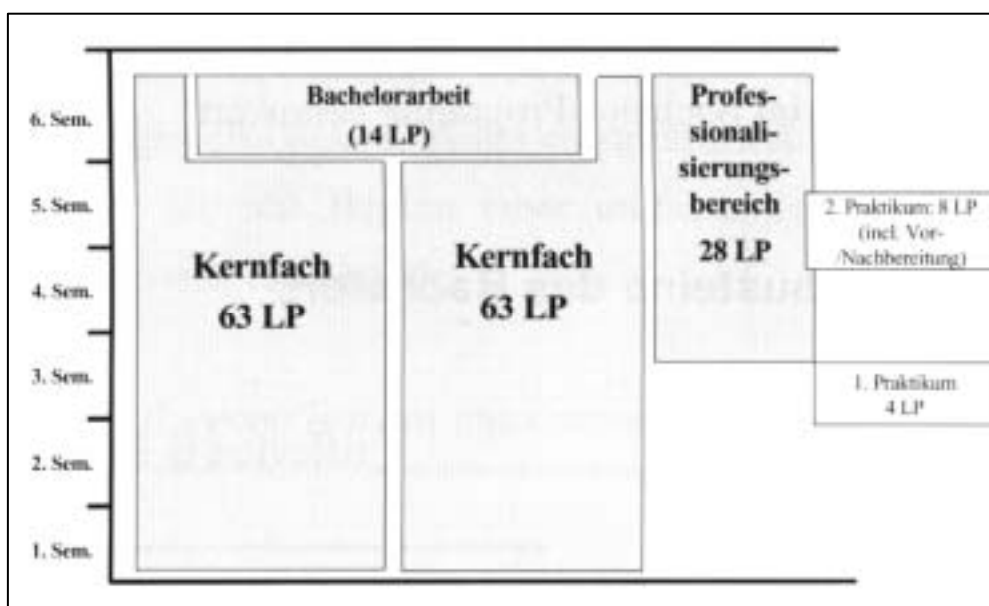 6. Sem.
5. Sem.
4. Sem.
3. Sem.
2. Sem.
1. Sem.
Bachelorarbeit
(14 LP)
Kernfach
63 LP
Kernfach
63 LP
Profes-
sionali-
sierungs-
bereich
28 LP
2. Praktikum: 8 LP
(incl. Vor-
/Nachbereitung)
1. Praktikum
4 LP